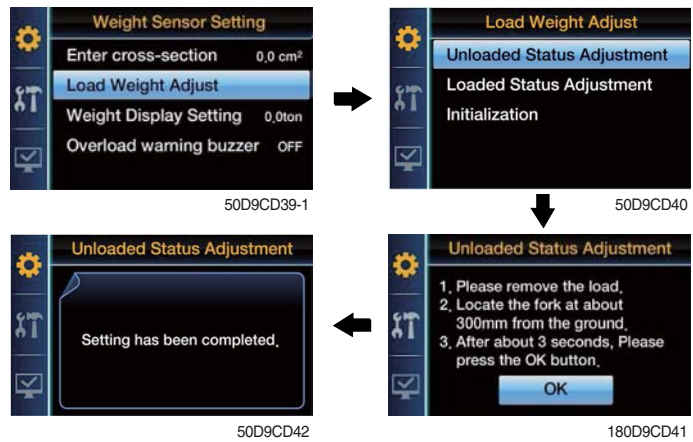 Weight Sensor Setting
Enter cross-section 0.0 cm²
Load Weight Adjust
Weight Display Setting 0.0ton
Overload warning buzzer OFF
50D9CD39-1
Load Weight Adjust
Unloaded Status Adjustment
Loaded Status Adjustment
Initialization
50D9CD40
Unloaded Status Adjustment
1. Please remove the load.
2. Locate the fork at about
300mm from the ground.
3. After about 3 seconds, Please
press the OK button.
OK
180D9CD41
Unloaded Status Adjustment
Setting has been completed.
50D9CD42